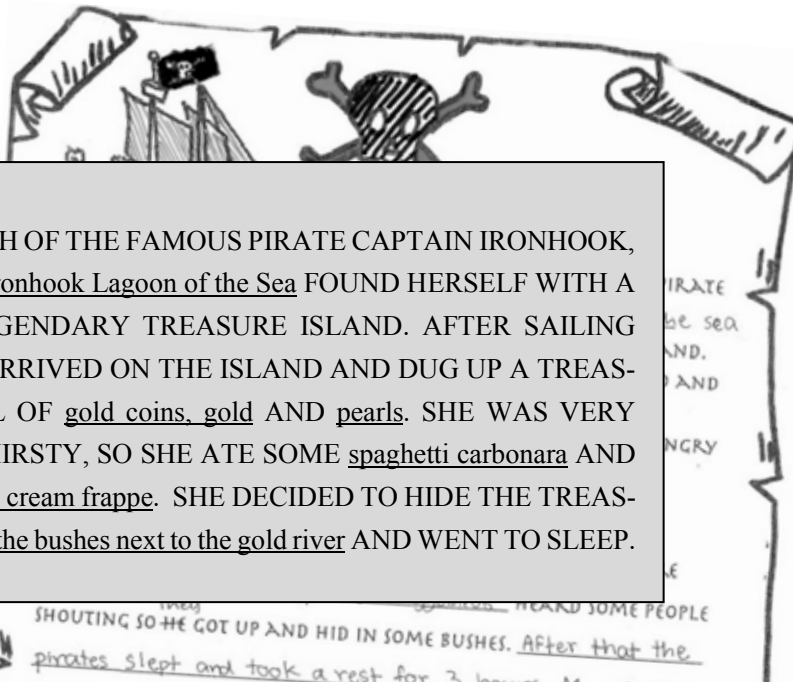 H OF THE FAMOUS PIRATE CAPTAIN IRONHOOK,
ronhook Lagoon of the Sea FOUND HERSELF WITH A
GENDARY TREASURE ISLAND. AFTER SAILING
RRIVED ON THE ISLAND AND DUG UP A TREAS-
L OF gold coins, gold AND pearls. SHE WAS VERY
HIRSTY, SO SHE ATE SOME spaghetti carbonara AND
cream frappe. SHE DECIDED TO HIDE THE TREAS-
the bushes next to the gold river AND WENT TO SLEEP.
IRATE
be sea
ND.
AND
NGRY
they HEARD SOME PEOPLE
SHOUTING SO HE GOT UP AND HID IN SOME BUSHES. After that the
pirates slept and took a rest for 3